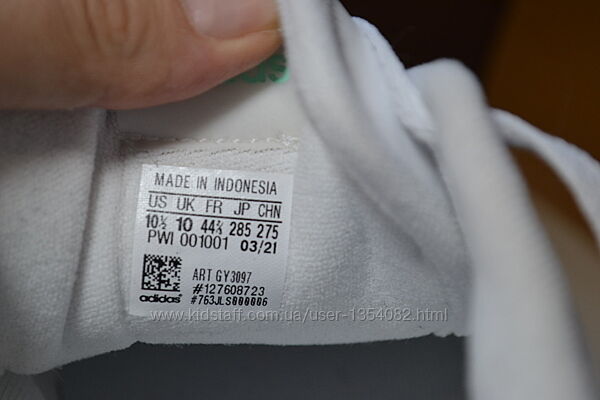 MADE IN INDONESIA
US UK FR JP CHN
10½ 10 44⅔ 285 275
PWI 001001 03/21
ART GY3097
#127608723
adidas #763JLS000006
www.kidstaff.com.ua/user-1354082.html